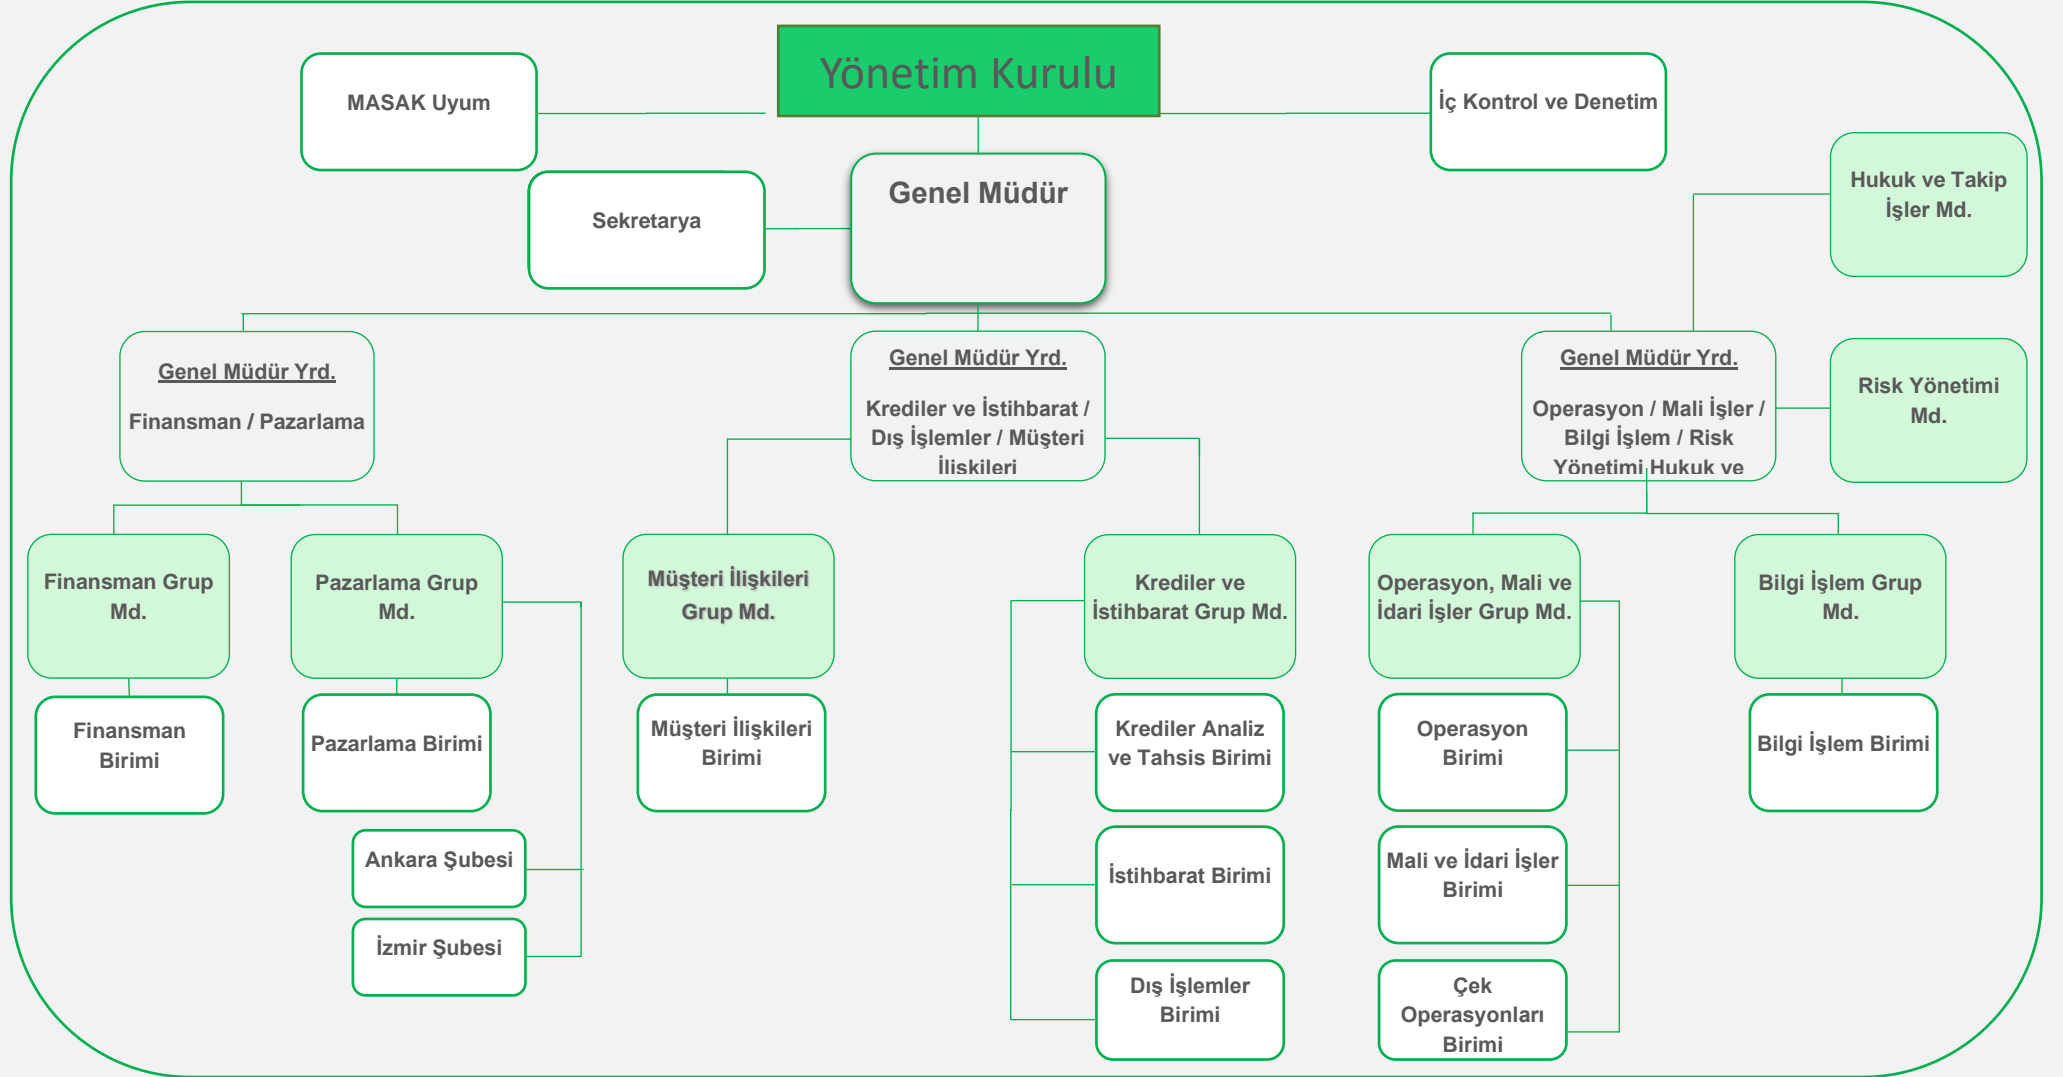 Yönetim Kurulu
MASAK Uyum
İç Kontrol ve Denetim
Genel Müdür
Sekretarya
Hukuk ve Takip
İşler Md.
Genel Müdür Yrd.
Finansman / Pazarlama
Genel Müdür Yrd.
Krediler ve İstihbarat /
Dış İşlemler / Müşteri
İlişkileri
Genel Müdür Yrd.
Operasyon / Mali İşler /
Bilgi İşlem / Risk
Yönetimi Hukuk ve
Risk Yönetimi
Md.
Finansman Grup
Md.
Pazarlama Grup
Md.
Müşteri İlişkileri
Grup Md.
Krediler ve
İstihbarat Grup Md.
Operasyon, Mali ve
İdari İşler Grup Md.
Bilgi İşlem Grup
Md.
Finansman
Birimi
Pazarlama Birimi
Müşteri İlişkileri
Birimi
Krediler Analiz
ve Tahsis Birimi
Operasyon
Birimi
Bilgi İşlem Birimi
Ankara Şubesi
İstihbarat Birimi
Mali ve İdari İşler
Birimi
İzmir Şubesi
Dış İşlemler
Birimi
Çek
Operasyonları
Birimi